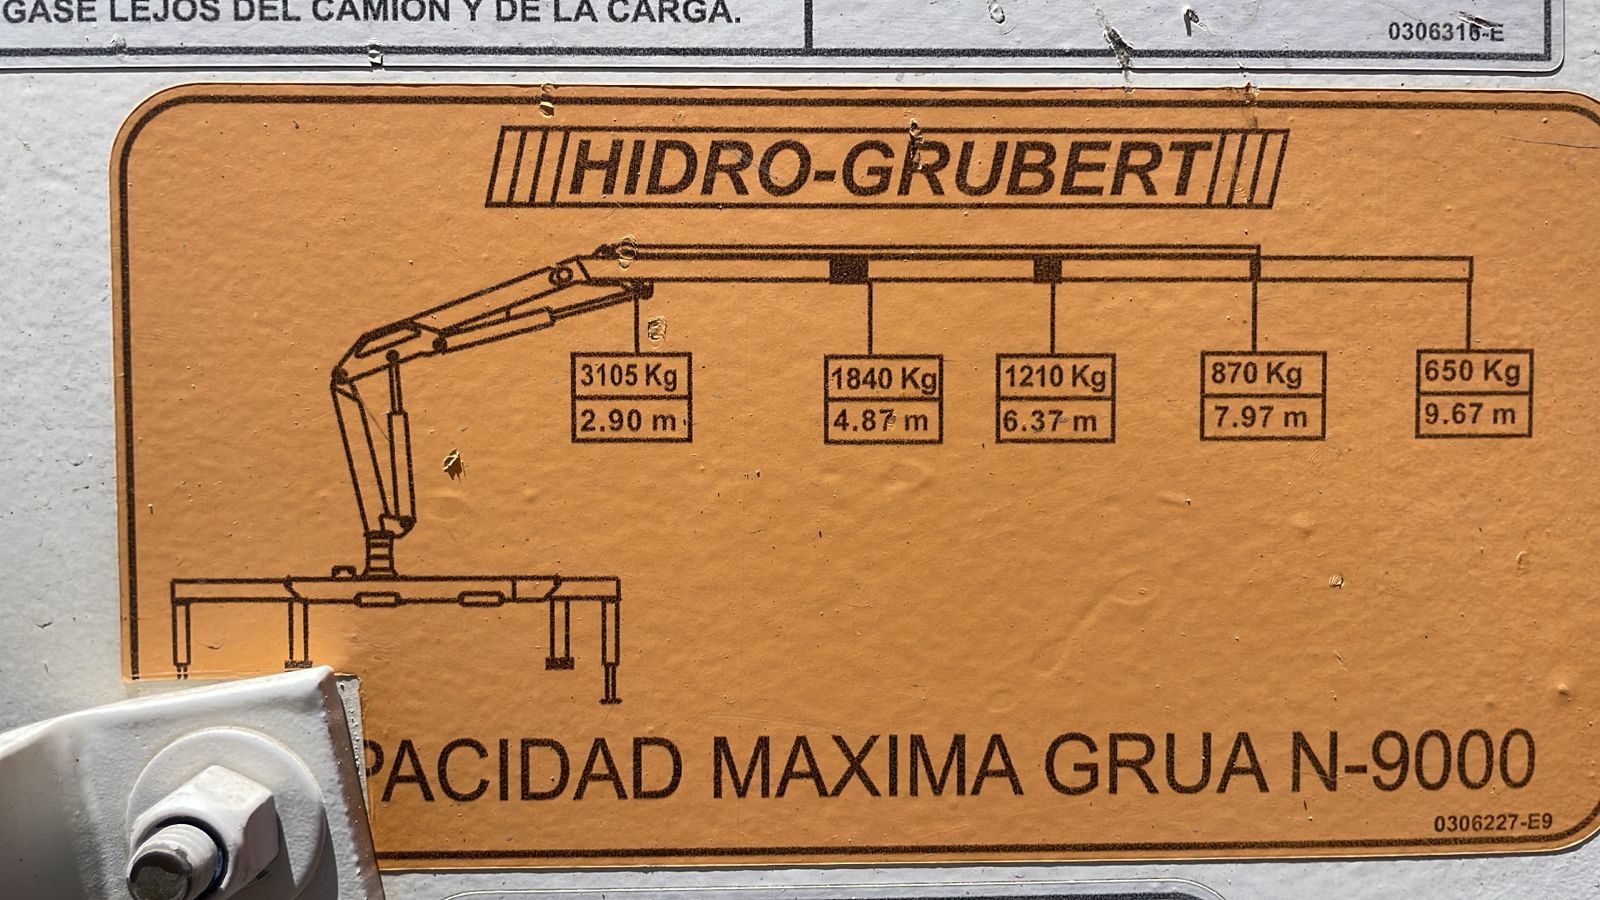 GASE LEJOS DEL CAMION Y DE LA CARGA.
0306316-E
HIDRO-GRUBERT
3105 Kg
2.90 m
1840 Kg
4.87 m
1210 Kg
6.37 m
870 Kg
7.97 m
650 Kg
9.67 m
PACIDAD MAXIMA GRUA N-9000
0306227-E9